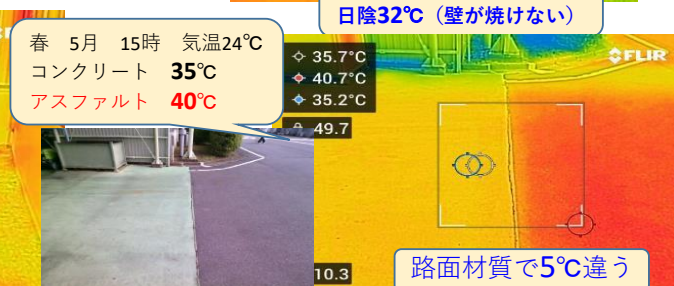 日陰32℃（壁が焼けない）
春 5月 15時 気温24℃
コンクリート 35℃
アスファルト 40℃
35.7°C
40.7°C
35.2°C
49.7
FLIR
10.3
路面材質で5℃違う